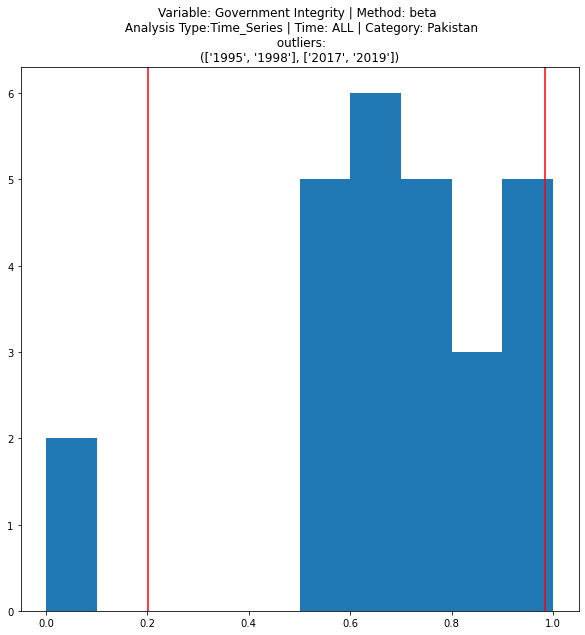 Variable: Government Integrity | Method: beta
Analysis Type:Time_Series | Time: ALL | Category: Pakistan
outliers:
(['1995', '1998'], ['2017', '2019'])
6
5
4
3
2
1
0
0.0 0.2 0.4 0.6 0.8 1.0